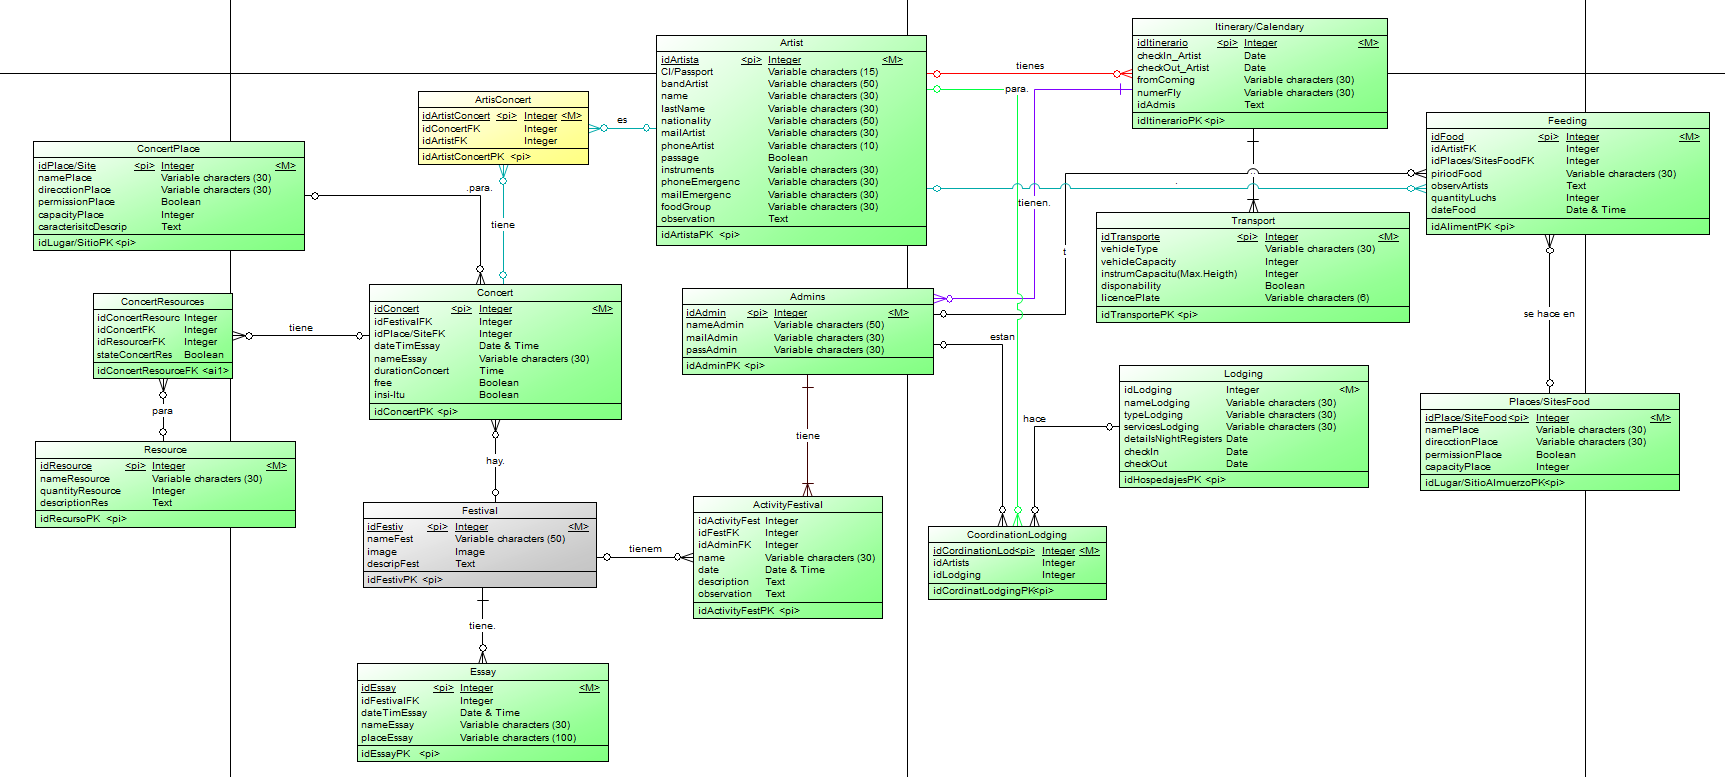 Artist
idArtista <pi> Integer <M>
CI/Passport Variable characters (15)
bandArtist Variable characters (50)
name Variable characters (30)
lastName Variable characters (30)
nationality Variable characters (50)
mailArtist Variable characters (30)
phoneArtist Variable characters (10)
passage Boolean
instruments Variable characters (30)
phoneEmergenc Variable characters (30)
mailEmergenc Variable characters (30)
foodGroup Variable characters (30)
observation Text
idArtistaPK <pi>
tienes
para.
tienen.
Itinerary/Calendary
idItinerario <pi> Integer <M>
checkIn_Artist Date
checkOut_Artist Date
fromComing Variable characters (30)
numerFly Variable characters (30)
idAdmis Text
idItinerarioPK <pi>
ArtisConcert
idArtistConcert <pi> Integer <M>
idConcertFK Integer
idArtistFK Integer
idArtistConcertPK <pi>
es
tiene
Feeding
idFood <pi> Integer <M>
idArtistFK Integer
idPlaces/SitesFoodFK Integer
piriodFood Variable characters (30)
observArtists Text
quantityLuchs Integer
dateFood Date & Time
idAlimentPK <pi>
.
t
ConcertPlace
idPlace/Site <pi> Integer <M>
namePlace Variable characters (30)
direcctionPlace Variable characters (30)
permissionPlace Boolean
capacityPlace Integer
caracterisitcDescrip Text
idLugar/SitioPK <pi>
.para.
Transport
idTransporte <pi> Integer <M>
vehicleType Variable characters (30)
vehicleCapacity Integer
instrumCapacitu(Max.Heigth) Integer
disponability Boolean
licencePlate Variable characters (6)
idTransportePK <pi>
ConcertResources
idConcertResourc Integer
idConcertFK Integer
idResourcerFK Integer
stateConcertRes Boolean
idConcertResourceFK <ai1>
tiene
para
Concert
idConcert <pi> Integer <M>
idFestivalFK Integer
idPlace/SiteFK Integer
dateTimEssay Date & Time
nameEssay Variable characters (30)
durationConcert Time
free Boolean
insi-Itu Boolean
idConcertPK <pi>
hay.
Admins
idAdmin <pi> Integer <M>
nameAdmin Variable characters (50)
mailAdmin Variable characters (30)
passAdmin Variable characters (30)
idAdminPK <pi>
estan
tiene
se hace en
Lodging
idLodging Integer <M>
nameLodging Variable characters (30)
typeLodging Variable characters (30)
servicesLodging Variable characters (30)
detailsNightRegisters Date
checkIn Date
checkOut Date
idHospedajesPK <pi>
hace
Places/SitesFood
idPlace/SiteFood <pi> Integer <M>
namePlace Variable characters (30)
direcctionPlace Variable characters (30)
permissionPlace Boolean
capacityPlace Integer
idLugar/SitioAlmuerzoPK <pi>
Resource
idResource <pi> Integer <M>
nameResource Variable characters (30)
quantityResource Integer
descriptionRes Text
idRecursoPK <pi>
Festival
idFestiv <pi> Integer <M>
nameFest Variable characters (50)
image Image
descripFest Text
idFestivPK <pi>
tienem
tiene.
ActivityFestival
idActivityFest Integer
idFestFK Integer
idAdminFK Integer
name Variable characters (30)
date Date & Time
description Text
observation Text
idActivityFestPK <pi>
CoordinationLodging
idCordinationLod <pi> Integer <M>
idArtists Integer
idLodging Integer
idCordinatLodgingPK <pi>
Essay
idEssay <pi> Integer <M>
idFestivalFK Integer
dateTimEssay Date & Time
nameEssay Variable characters (30)
placeEssay Variable characters (100)
idEssayPK <pi>